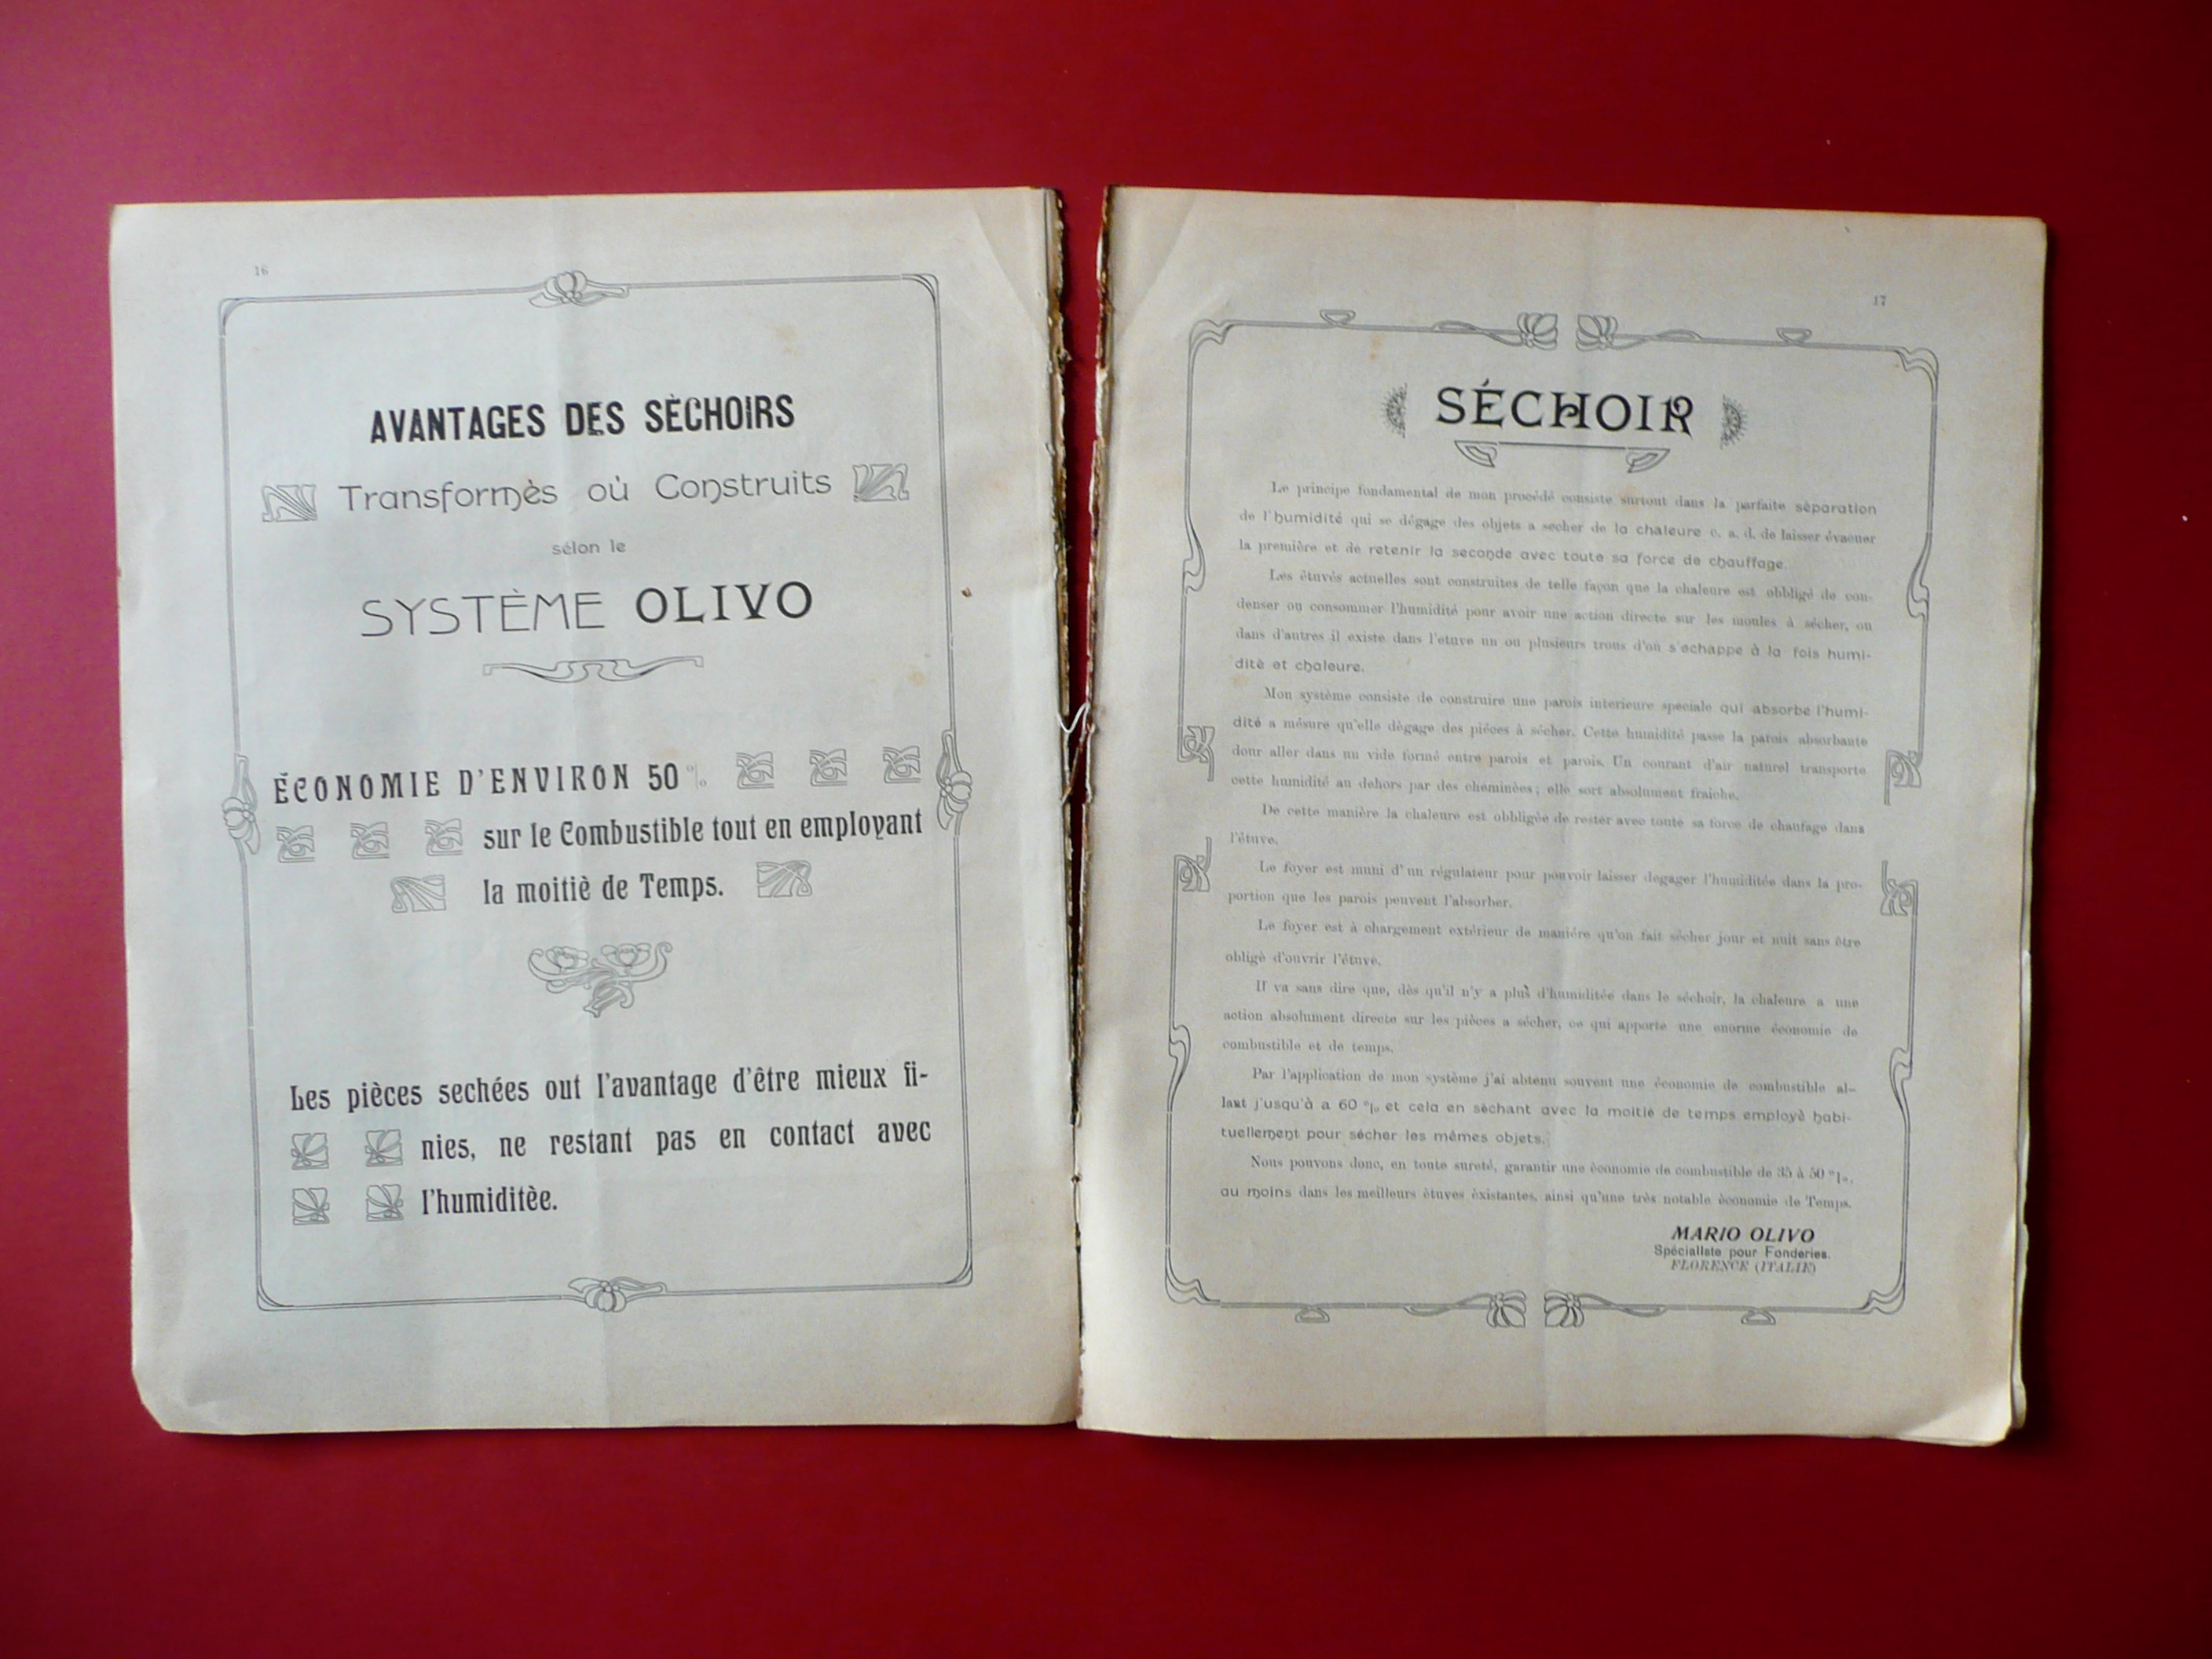 16
AVANTAGES DES SÈCHOIRS
Transformès où Construits
sélon le
SYSTÈME OLIVO
ÉCONOMIE D'ENVIRON 50 %
sur le Combustible tout en employant
la moitiè de Temps.
Les pièces sechées out l'avantage d'être mieux fi-
nies, ne restant pas en contact avec
l'humiditèe.
17
SÉCHOIR
Le principe fondamental de mon procédé consiste surtout dans la parfaite séparation
de l'humidité qui se dégage des objets a secher de la chaleure c. a. d. de laisser évacuer
la première et de retenir la seconde avec toute sa force de chauffage.
Les étuvés actuelles sont construites de telle façon que la chaleure est obbligé de con-
denser ou consommer l'humidité pour avoir une action directe sur les moules à sécher, ou
dans d'autres il existe dans l'etuve un ou plusieurs trous d'où s'echappe à la fois humi-
ditè et chaleure.
Mon système consiste de construire une parois interieure speciale qui absorbe l'humi-
dité a mésure qu'elle dègage des piéces à sécher. Cette humidité passe la parois absorbante
dour aller dans un vide formé entre parois et parois. Un courant d'air naturel transporte
cette humidité au dehors par des cheminées; elle sort absolument fraiche.
De cette manière la chaleure est obbligée de rester avec toute sa force de chaufage dans
l'étuve.
Le foyer est muni d'un régulateur pour pouvoir laisser degager l'humiditée dans la pro-
portion que les parois peuvent l'absorber.
Le foyer est à chargement extérieur de maniére qu'on fait sécher jour et nuit sans être
obligè d'ouvrir l'étuve.
Il va sans dire que, dès qu'il n'y a plus d'humiditée dans le séchoir, la chaleure a une
action absolument directe sur les pièces a sécher, ce qui apporte une enorme économie de
combustible et de temps.
Par l'application de mon système j'ai abtenu souvent une économie de combustible al-
lant j'usqu'à a 60 % et cela en sèchant avec la moitié de temps employè habi-
tuellement pour sécher les mêmes objets.
Nous pouvons donc, en toute sureté, garantir une économie de combustible de 35 à 50 %,
au moins dans les meilleurs ètuves éxistantes, ainsi qu'une très notable èconomie de Temps.
MARIO OLIVO
Spécialiste pour Fonderies.
FLORENCE (ITALIE)